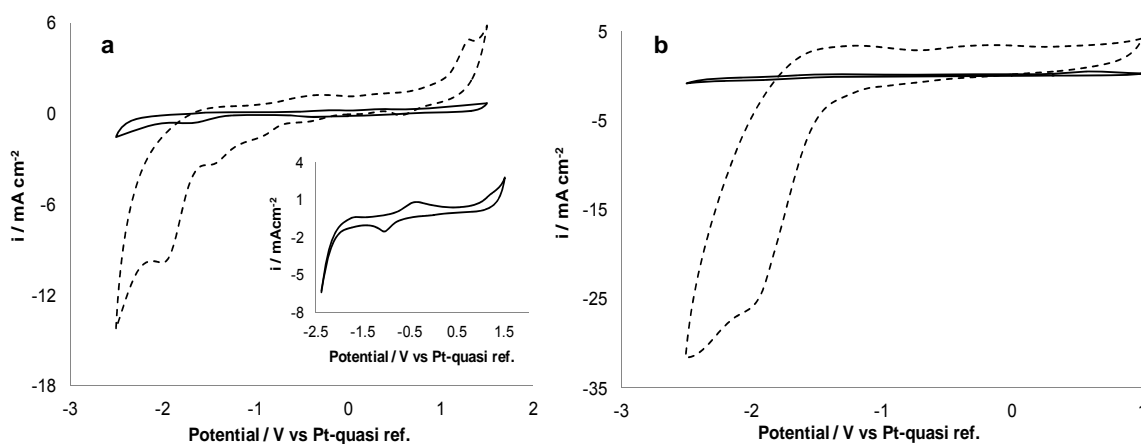 a
6
0
-6
-12
-18
-3 -2 -1 0 1 2
i / mA cm-2
Potential / V vs Pt-quasi ref.
4
1
-2
-5
-8
-2.5 -1.5 -0.5 0.5 1.5
i / mAcm-2
Potential / V vs Pt-quasi ref.
b
5
-5
-15
-25
-35
-3 -2 -1 0 1
i / mA cm-2
Potential / V vs Pt-quasi ref.